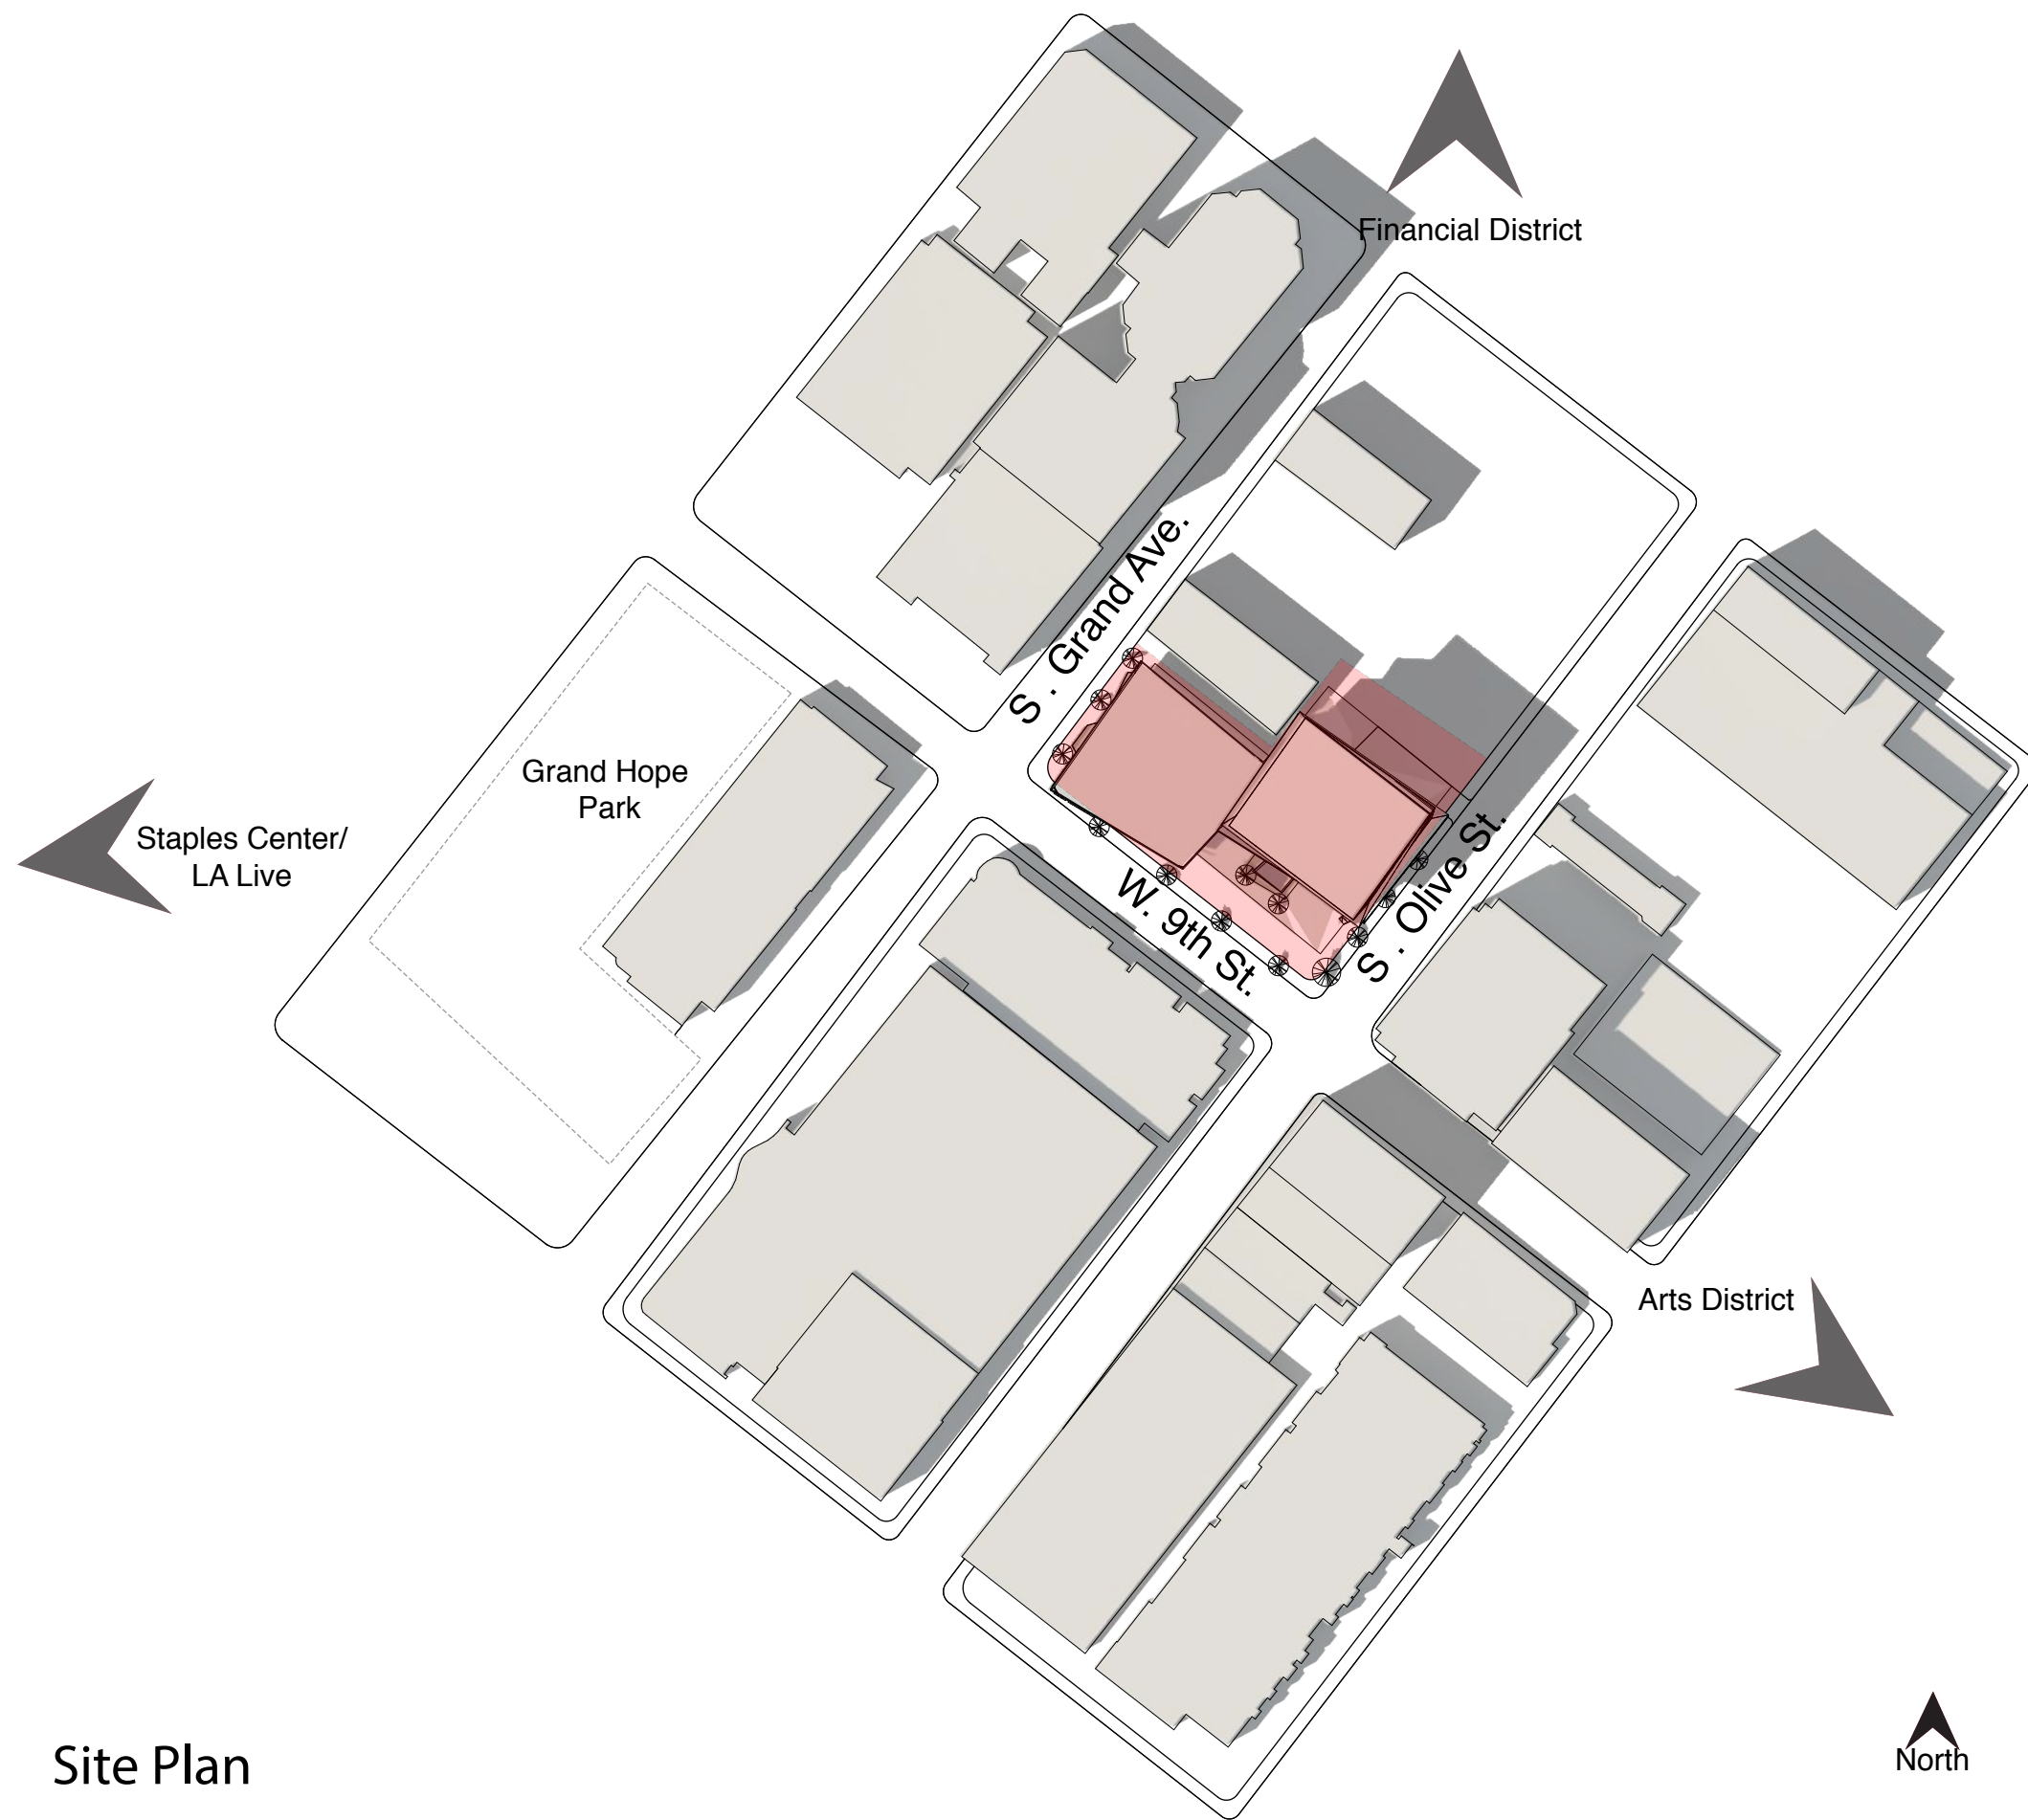 Financial District
S. Grand Ave.
Grand Hope
Park
Staples Center/
LA Live
W. 9th St.
S. Olive St.
Arts District
North
Site Plan